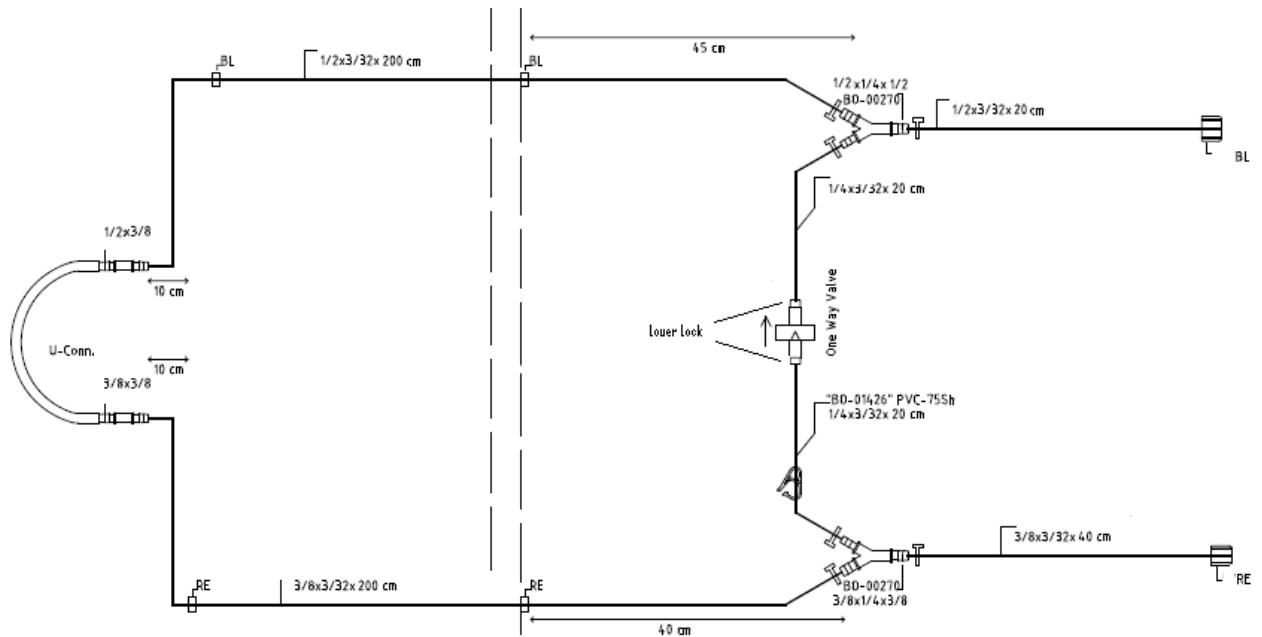 BL
1/2x3/32x 200 cm
BL
45 cm
1/2 x1/4x 1/2
BO-00270
1/2x3/32x 20 cm
BL
1/4x3/32x 20 cm
1/2x3/8
10 cm
U-Conn.
10 cm
3/8x3/8
Louer Lock
One Way Valve
"BO-01426" PVC-75Sh
1/4x3/32x 20 cm
3/8x3/32x 40 cm
RE
3/8x3/32x 200 cm
RE
BO-00270
3/8x1/4x3/8
'RE
40 cm